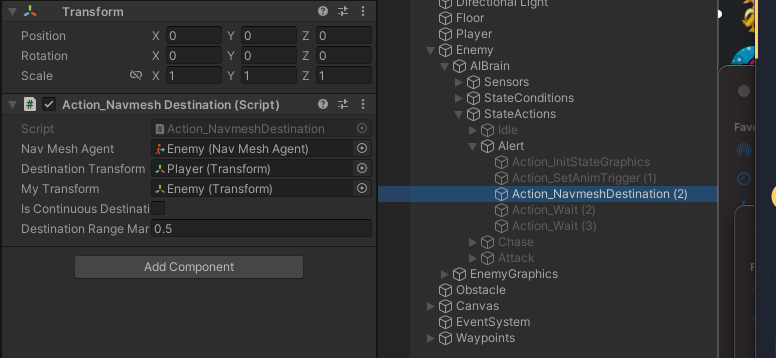 Transform
Position X 0 Y 0 Z 0
Rotation X 0 Y 0 Z 0
Scale X 1 Y 1 Z 1
Action_Navmesh Destination (Script)
Script Action_NavmeshDestination
Nav Mesh Agent Enemy (Nav Mesh Agent)
Destination Transform Player (Transform)
My Transform Enemy (Transform)
Is Continuous Destinati
Destination Range Mar 0.5
Add Component
Directional Light
Floor
Player
Enemy
AIBrain
Sensors
StateConditions
StateActions
Idle
Alert
Action_InitStateGraphics
Action_SetAnimTrigger (1)
Action_NavmeshDestination (2)
Action_Wait (2)
Action_Wait (3)
Chase
Attack
EnemyGraphics
Obstacle
Canvas
EventSystem
Waypoints
Favo